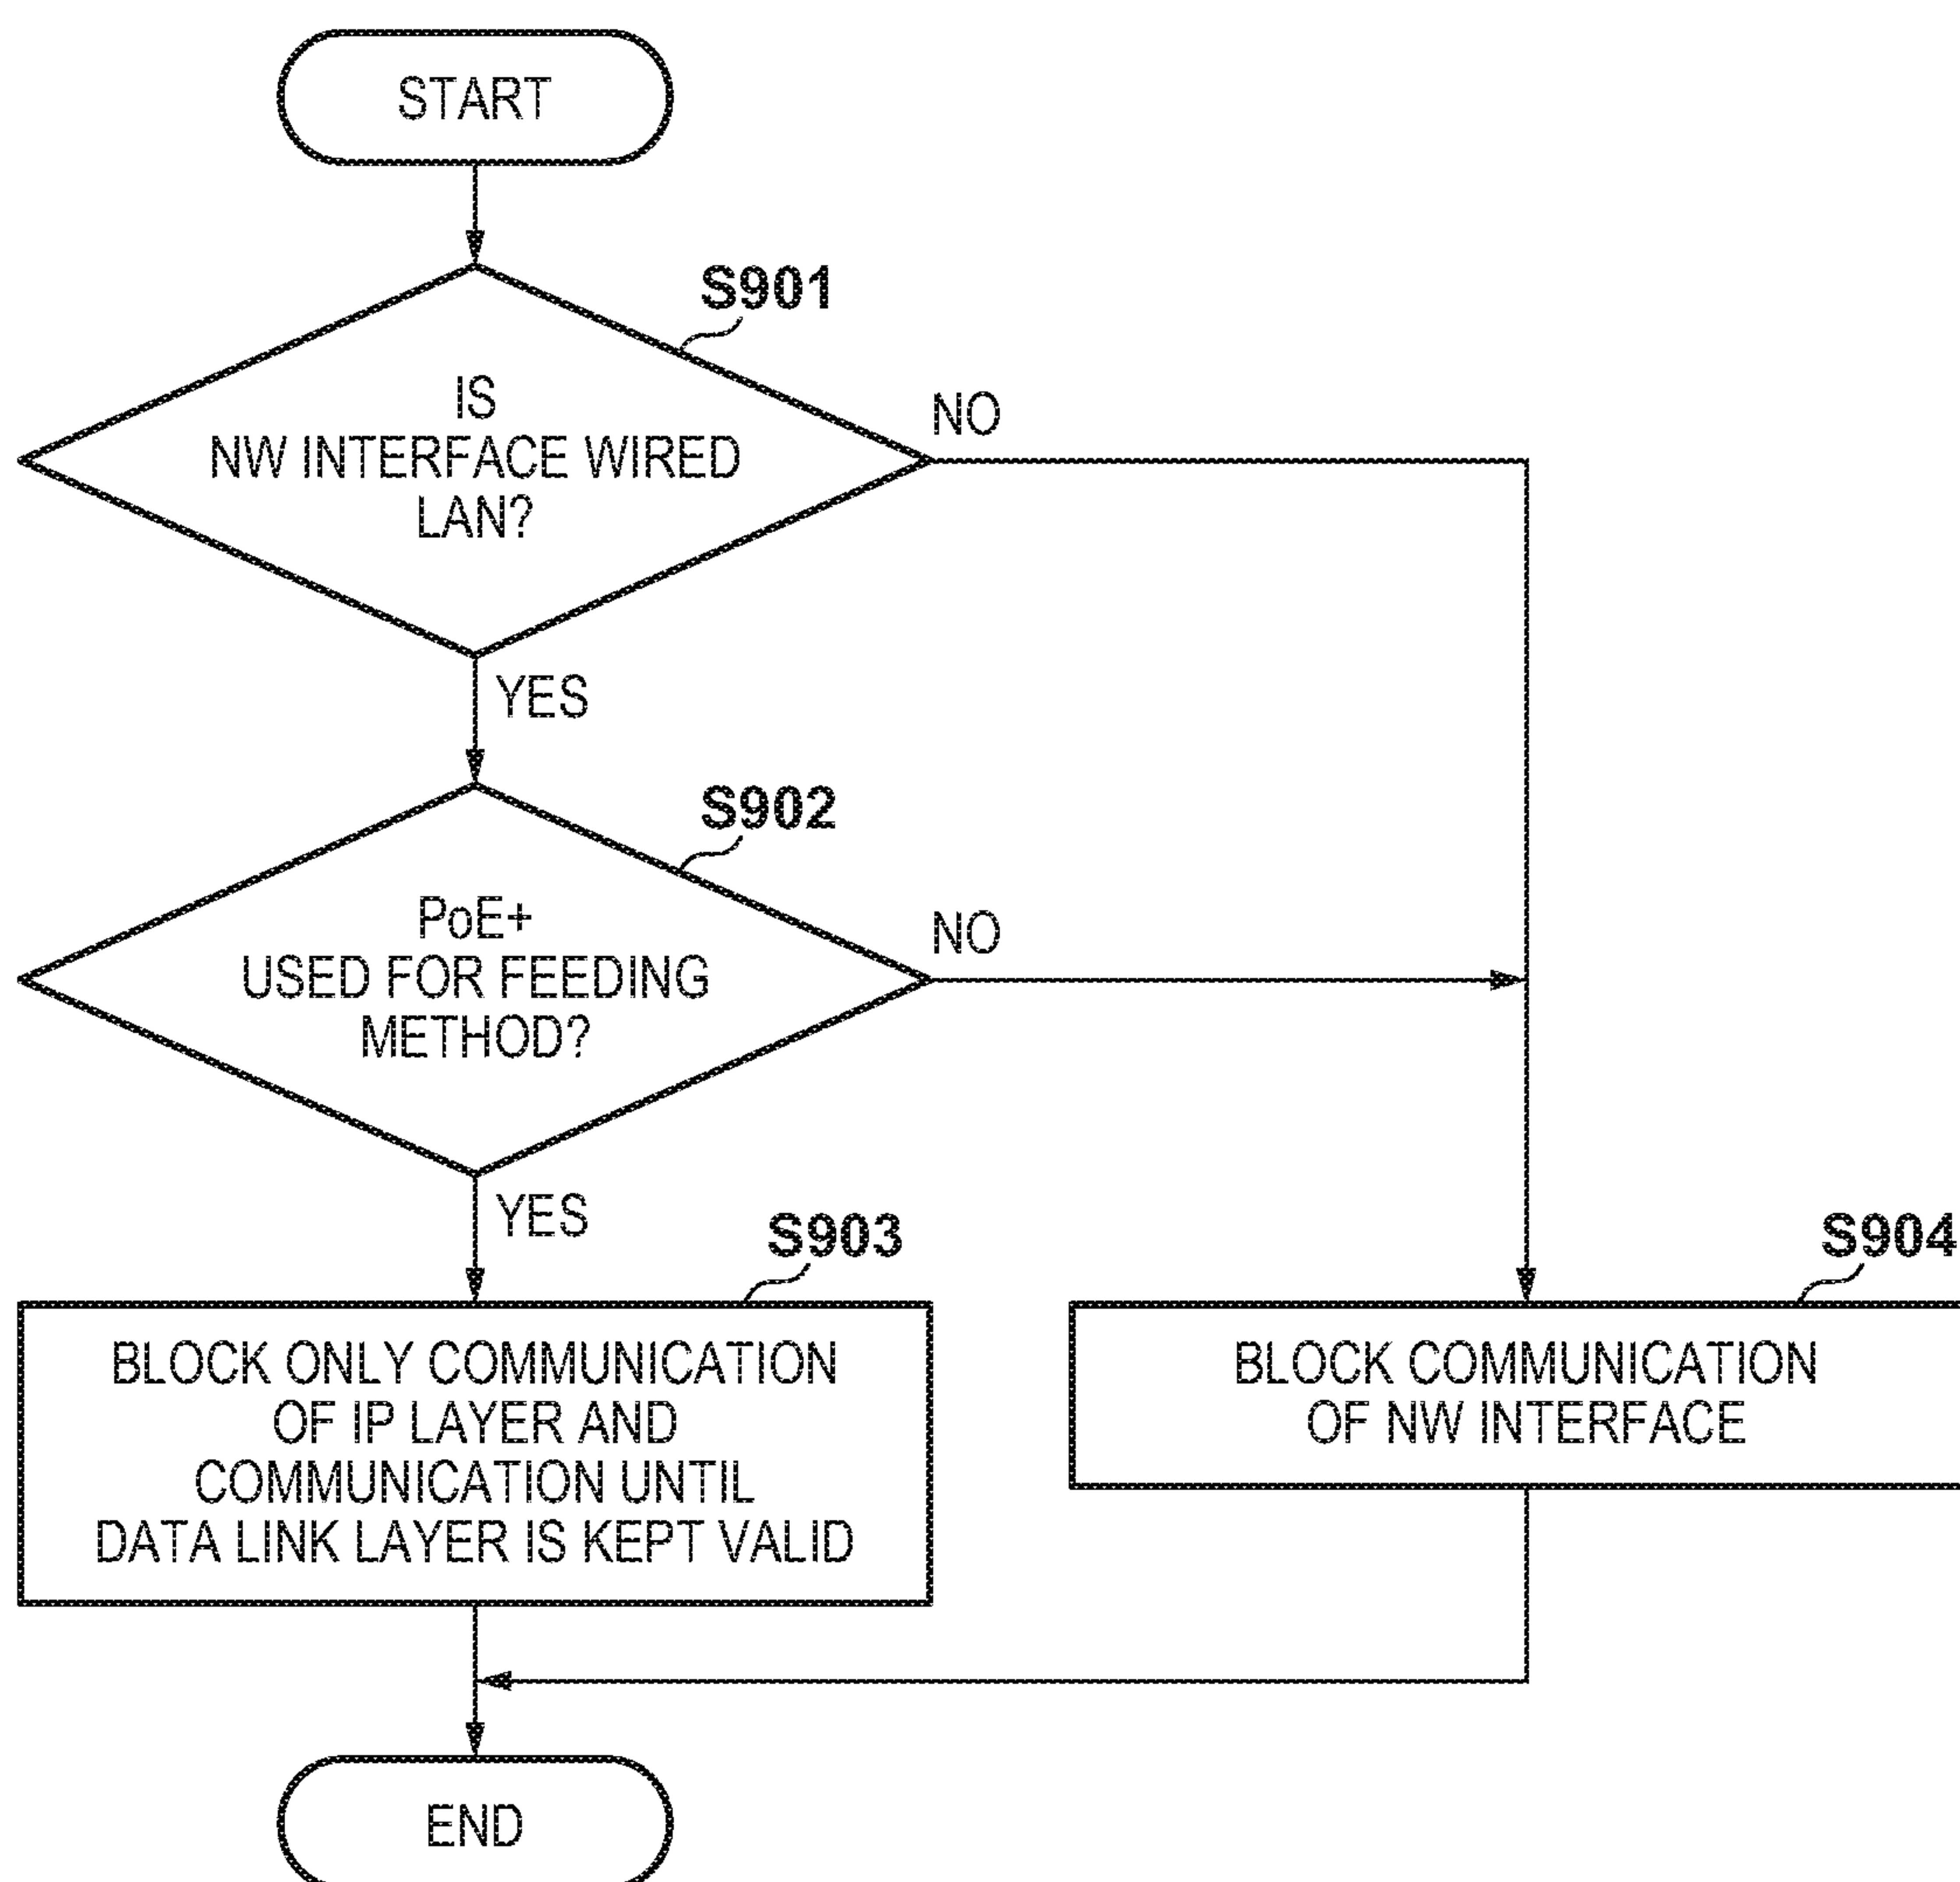 START
S901
IS
NW INTERFACE WIRED
LAN?
NO
YES
S902
PoE+
USED FOR FEEDING
METHOD?
NO
YES
S903
BLOCK ONLY COMMUNICATION
OF IP LAYER AND
COMMUNICATION UNTIL
DATA LINK LAYER IS KEPT VALID
S904
BLOCK COMMUNICATION
OF NW INTERFACE
END